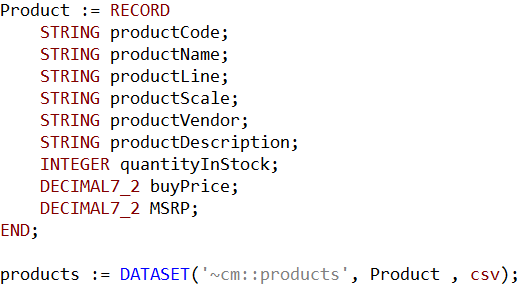 Product := RECORD
    STRING productCode;
    STRING productName;
    STRING productLine;
    STRING productScale;
    STRING productVendor;
    STRING productDescription;
    INTEGER quantityInStock;
    DECIMAL7_2 buyPrice;
    DECIMAL7_2 MSRP;
END;
products := DATASET('~cm::products', Product , csv);